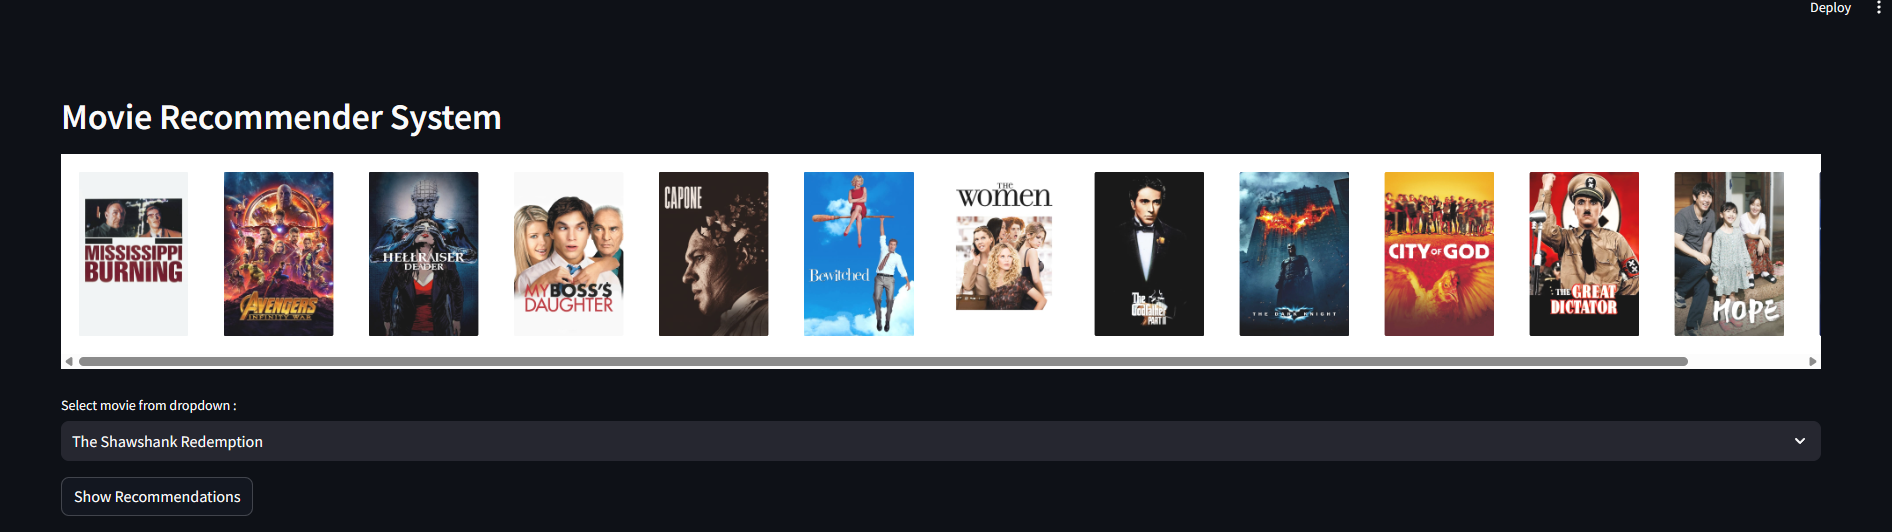 Deploy
Movie Recommender System
MISSISSIPPI
BURNING
AVENGERS
INFINITY WAR
HELLRAISER
DEADER
MY BOSS'S
DAUGHTER
CAPONE
Bewitched
THE
women
The
Godfather
PART II
THE DARK KNIGHT
CITY OF GOD
THE GREAT
DICTATOR
HOPE
Select movie from dropdown :
The Shawshank Redemption
Show Recommendations